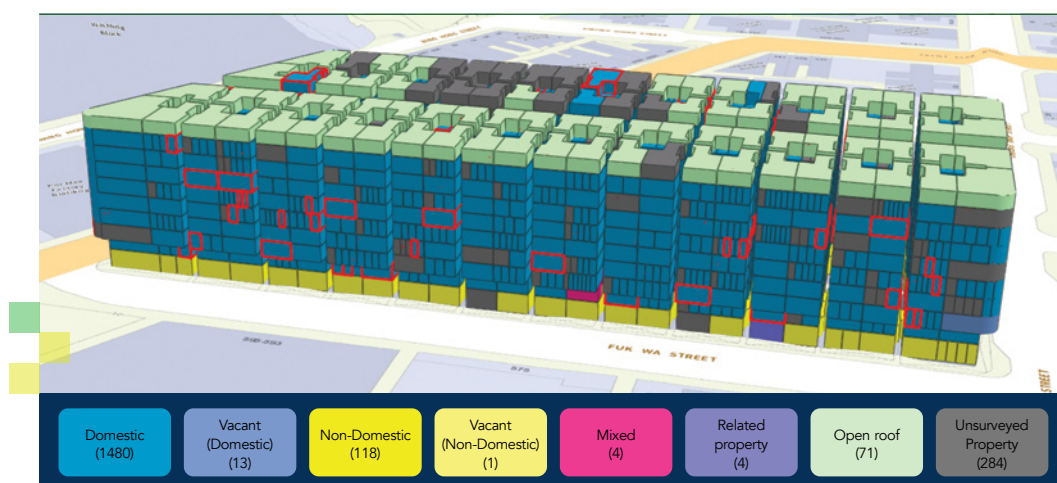 FUK WA STREET
575
Domestic
(1480)
Vacant
(Domestic)
(13)
Non-Domestic
(118)
Vacant
(Non-Domestic)
(1)
Mixed
(4)
Related
property
(4)
Open roof
(71)
Unsurveyed
Property
(284)